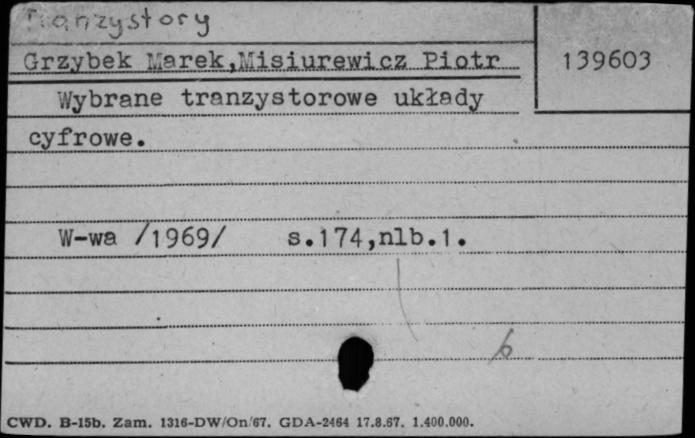 Tranzystory
Grzybek Marek,Misiurewicz Piotr
139603
Wybrane tranzystorowe układy
cyfrowe.
W-wa /1969/ s.174,nlb.1.
6
CWD. B-15b. Zam. 1316-DW/On/67. GDA-2464 17.8.67. 1.400.000.